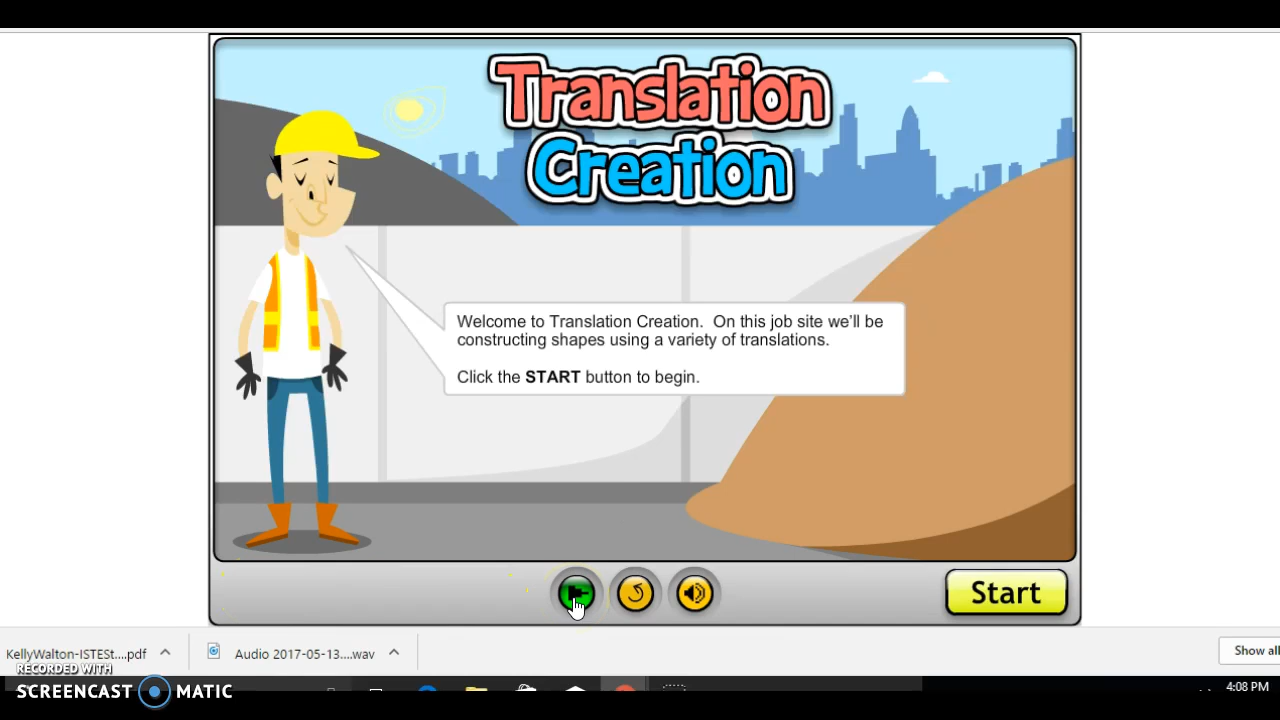 Translation
Creation
Welcome to Translation Creation.  On this job site we'll be
constructing shapes using a variety of translations.
Click the START button to begin.
Start
KellyWalton-ISTESt....pdf
Audio 2017-05-13....wav
Show all
RECORDED WITH
SCREENCAST MATIC
4:08 PM